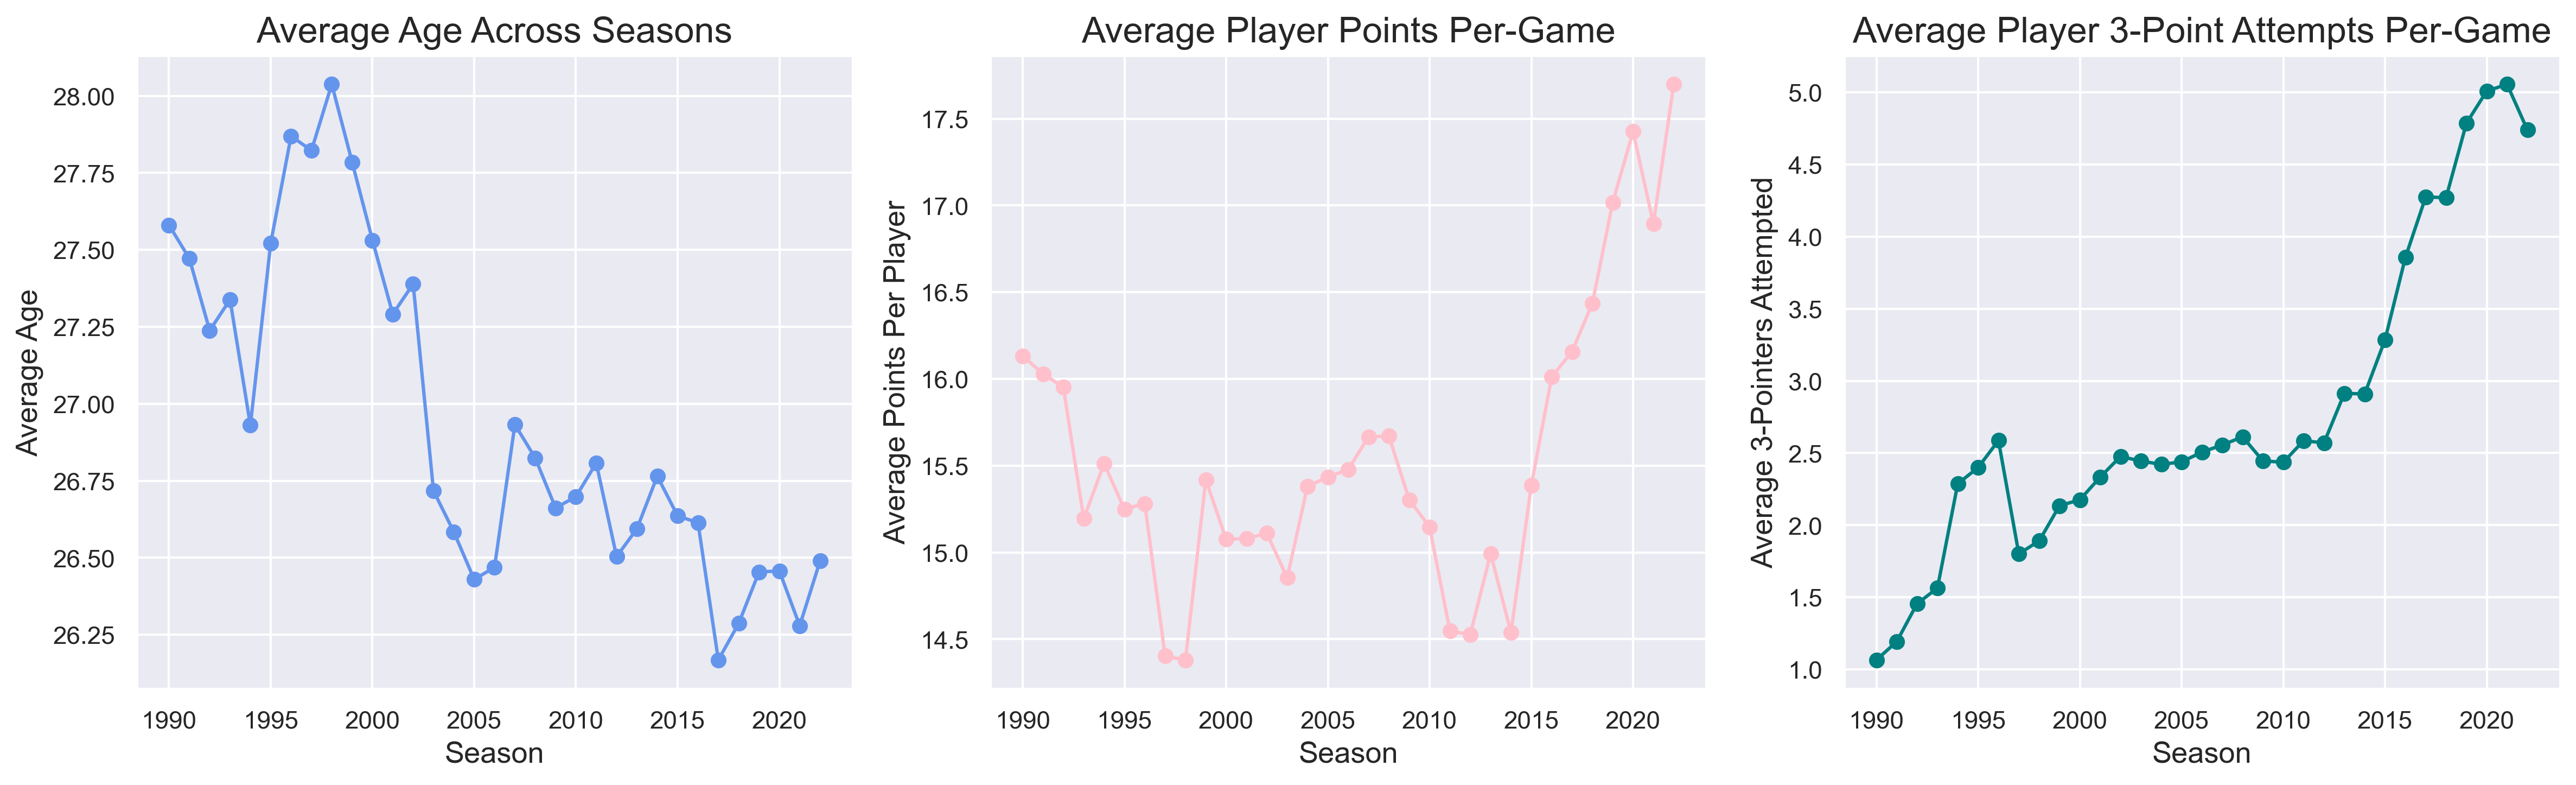 Average Age Across Seasons
Average Age
28.00
27.75
27.50
27.25
27.00
26.75
26.50
26.25
1990 1995 2000 2005 2010 2015 2020
Season
Average Player Points Per-Game
Average Points Per Player
17.5
17.0
16.5
16.0
15.5
15.0
14.5
1990 1995 2000 2005 2010 2015 2020
Season
Average Player 3-Point Attempts Per-Game
Average 3-Pointers Attempted
5.0
4.5
4.0
3.5
3.0
2.5
2.0
1.5
1.0
1990 1995 2000 2005 2010 2015 2020
Season